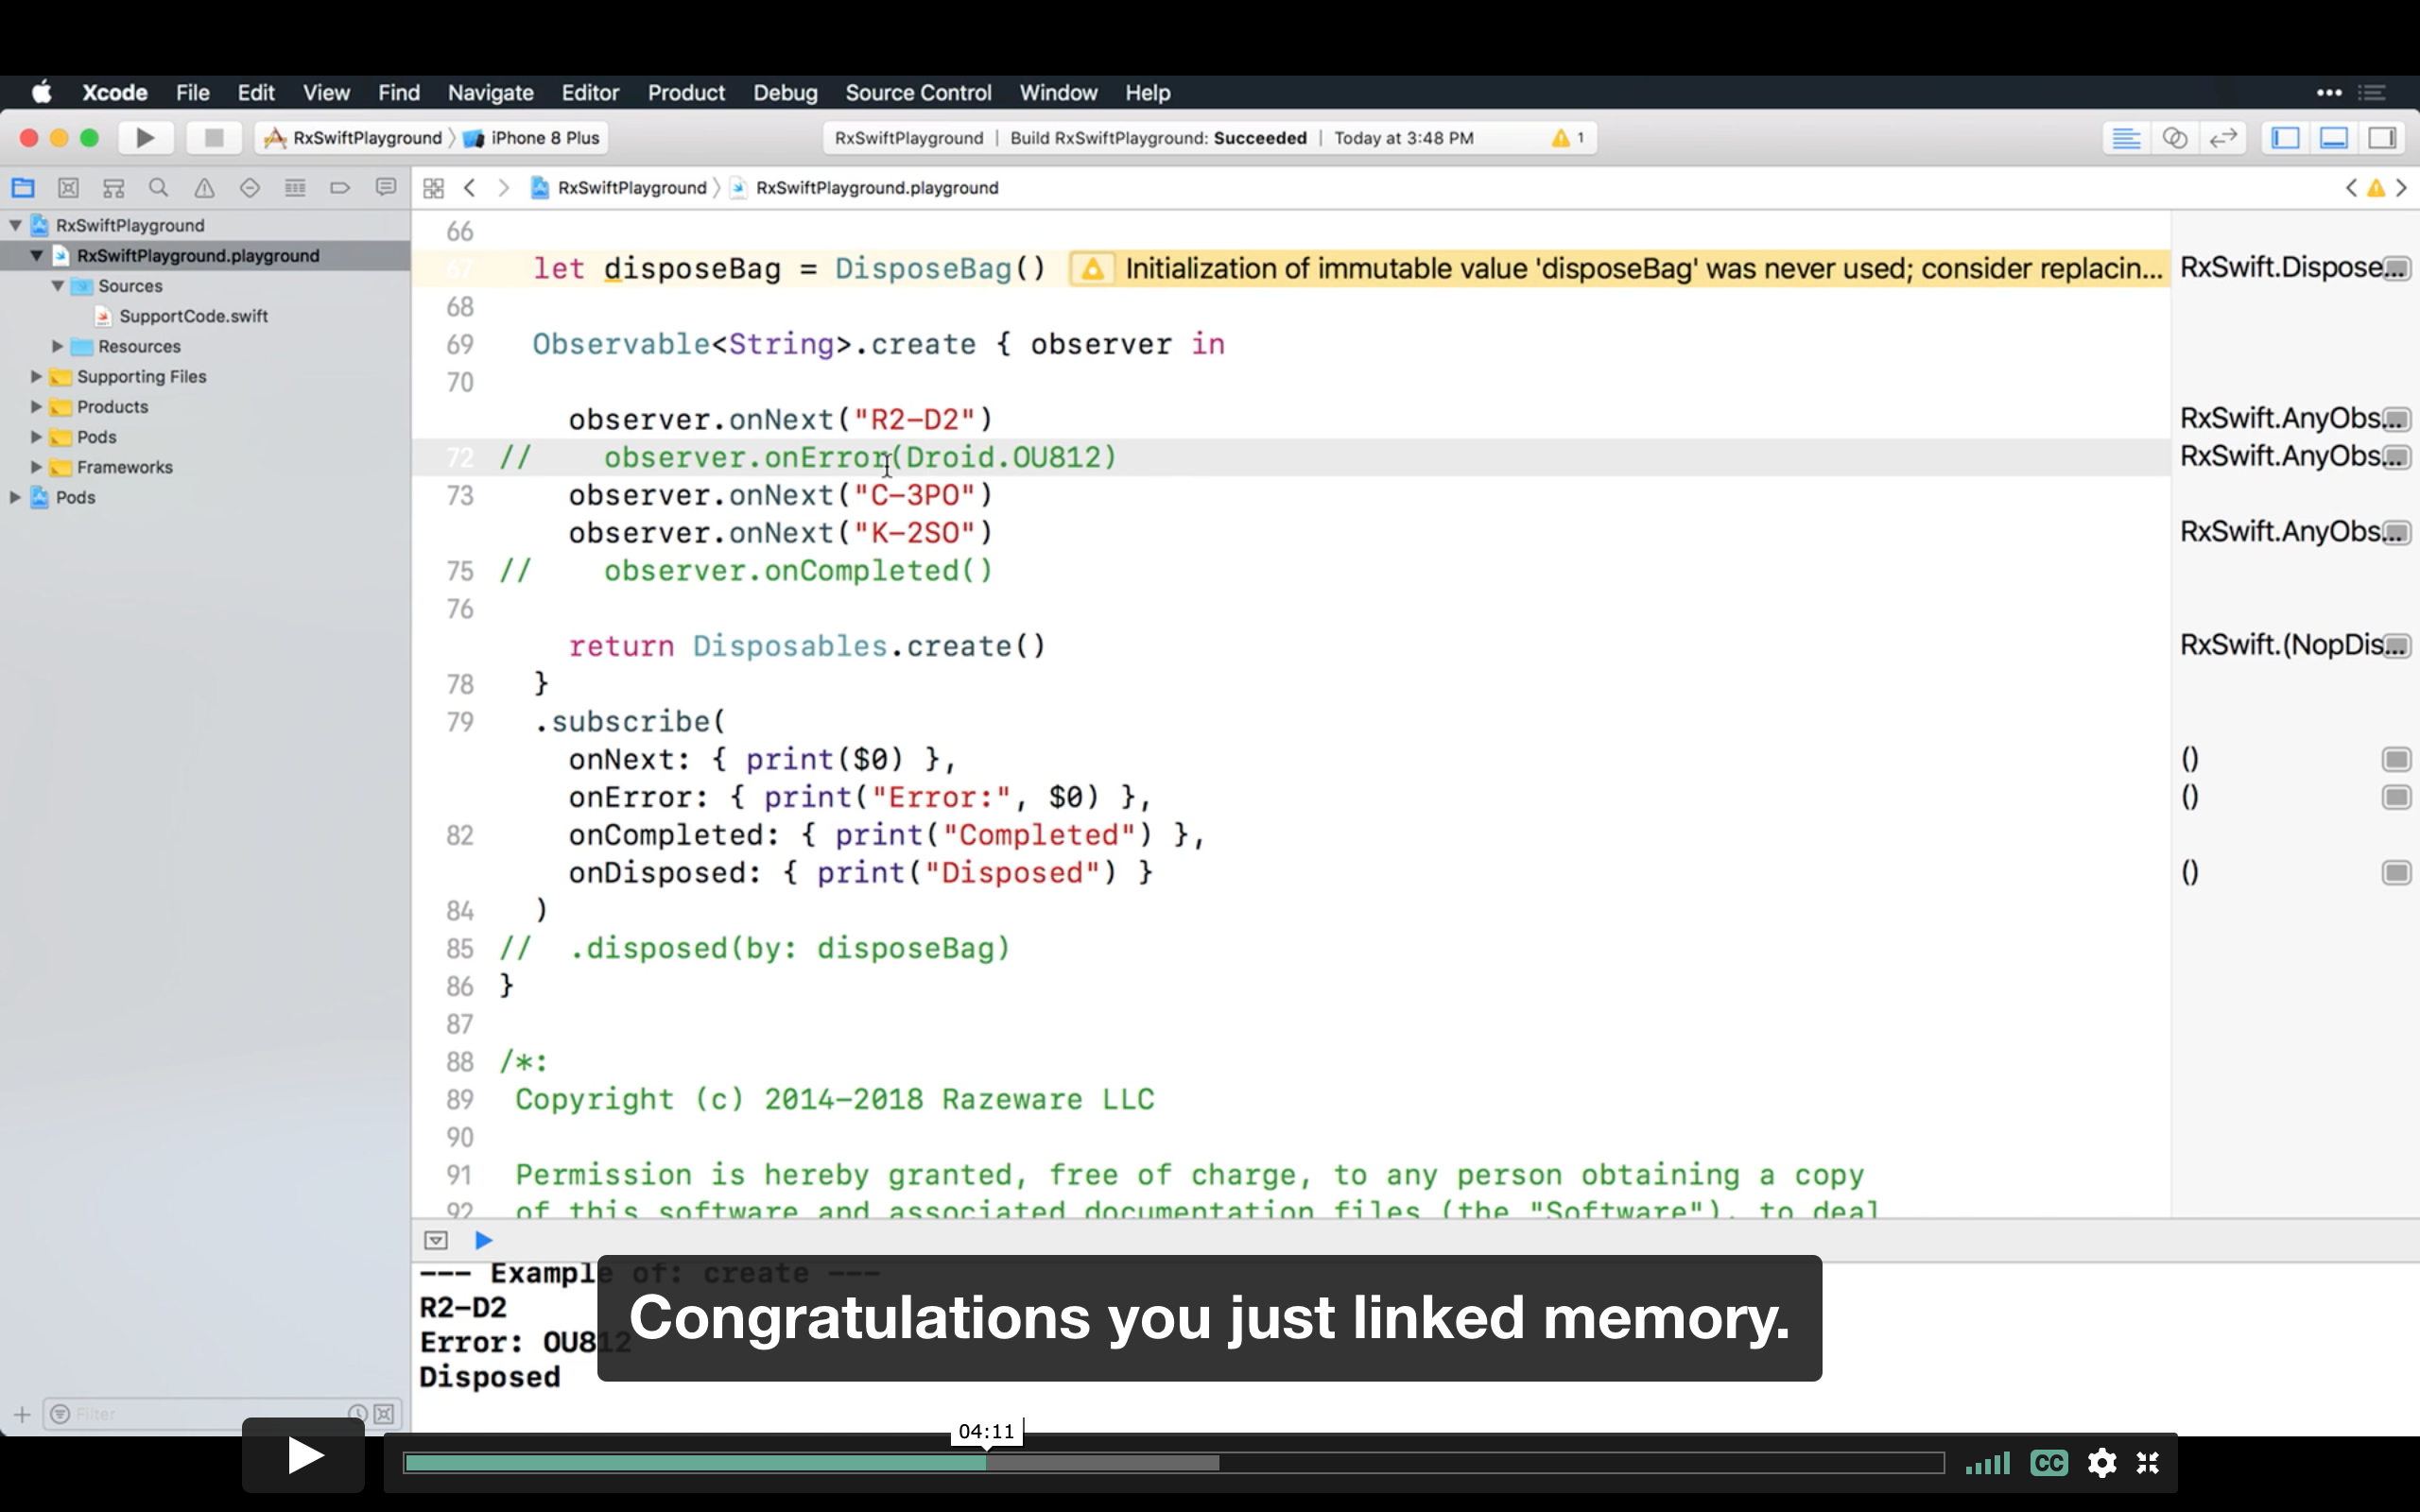 Xcode File Edit View Find Navigate Editor Product Debug Source Control Window Help
RxSwiftPlayground 〉 iPhone 8 Plus
RxSwiftPlayground | Build RxSwiftPlayground: Succeeded | Today at 3:48 PM 1
RxSwiftPlayground 〉 RxSwiftPlayground.playground
RxSwiftPlayground
RxSwiftPlayground.playground
Sources
SupportCode.swift
Resources
Supporting Files
Products
Pods
Frameworks
Pods
66
67 let disposeBag = DisposeBag() Initialization of immutable value 'disposeBag' was never used; consider replacin... RxSwift.Dispose...
68
69 Observable<String>.create { observer in
70
observer.onNext("R2-D2") RxSwift.AnyObs...
72 // observer.onError(Droid.OU812) RxSwift.AnyObs...
73 observer.onNext("C-3PO")
observer.onNext("K-2SO") RxSwift.AnyObs...
75 // observer.onCompleted()
76
return Disposables.create() RxSwift.(NopDis...
78 }
79 .subscribe(
onNext: { print($0) }, ()
onError: { print("Error:", $0) }, ()
82 onCompleted: { print("Completed") },
onDisposed: { print("Disposed") } ()
84 )
85 // .disposed(by: disposeBag)
86 }
87
88 /*:
89 Copyright (c) 2014-2018 Razeware LLC
90
91 Permission is hereby granted, free of charge, to any person obtaining a copy
92 of this software and associated documentation files (the "Software"), to deal
--- Example of: create ---
R2-D2
Error: OU812
Disposed
Congratulations you just linked memory.
Filter
04:11
CC